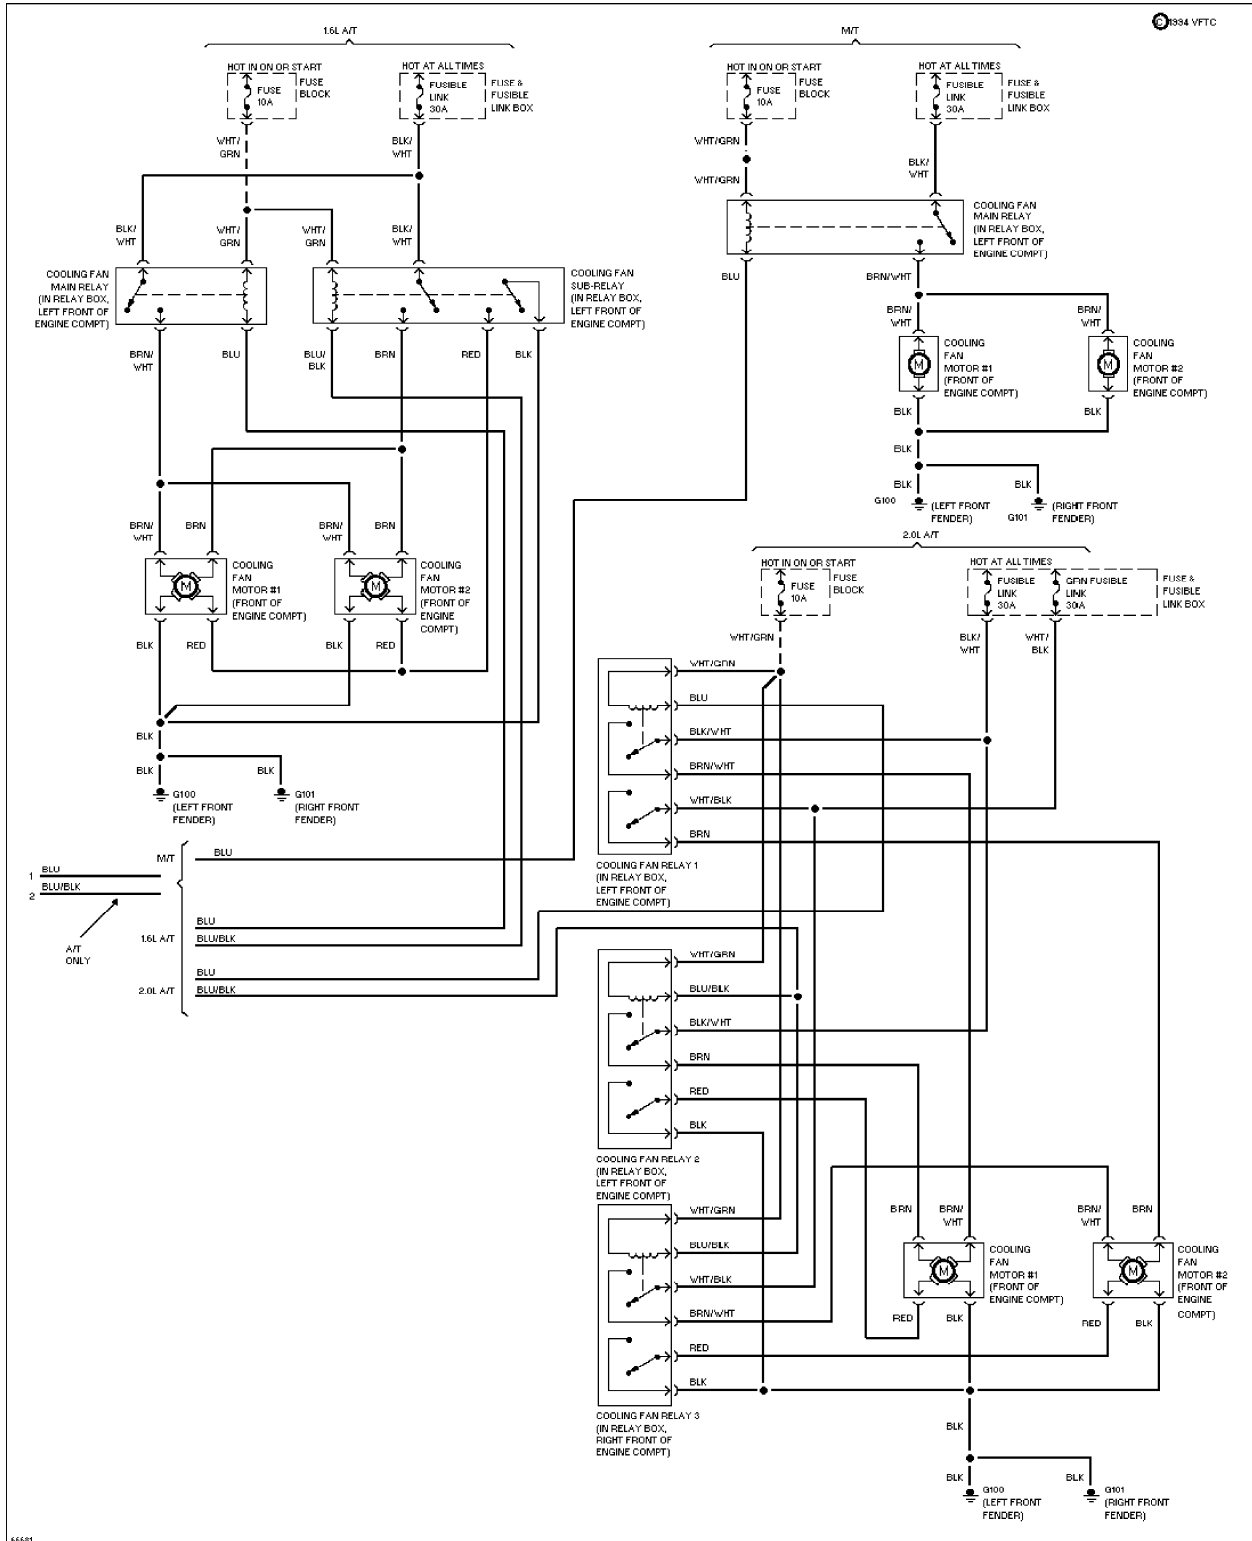 1.6L A/T
M/T
©1994 VFTC
HOT IN ON OR START
HOT AT ALL TIMES
HOT IN ON OR START
HOT AT ALL TIMES
FUSE
10A
FUSE
BLOCK
FUSIBLE
LINK
30A
FUSE &
FUSIBLE
LINK BOX
FUSE
10A
FUSE
BLOCK
FUSIBLE
LINK
30A
FUSE &
FUSIBLE
LINK BOX
WHT/
GRN
BLK/
WHT
WHT/GRN
WHT/GRN
BLK/
WHT
BLK/
WHT
WHT/
GRN
WHT/
GRN
BLK/
WHT
COOLING FAN
MAIN RELAY
(IN RELAY BOX,
LEFT FRONT OF
ENGINE COMPT)
COOLING FAN
MAIN RELAY
(IN RELAY BOX,
LEFT FRONT OF
ENGINE COMPT)
COOLING FAN
SUB-RELAY
(IN RELAY BOX,
LEFT FRONT OF
ENGINE COMPT)
BLU
BRN/WHT
BRN/
WHT
BRN/
WHT
BRN/
WHT
BLU
BLU/
BLK
BRN
RED
BLK
COOLING
FAN
MOTOR #1
(FRONT OF
ENGINE COMPT)
COOLING
FAN
MOTOR #2
(FRONT OF
ENGINE COMPT)
M
M
BLK
BLK
BLK
BLK
BLK
G100
(LEFT FRONT
FENDER)
G101
(RIGHT FRONT
FENDER)
BRN/
WHT
BRN
BRN/
WHT
BRN
M
COOLING
FAN
MOTOR #1
(FRONT OF
ENGINE COMPT)
M
COOLING
FAN
MOTOR #2
(FRONT OF
ENGINE
COMPT)
BLK
RED
BLK
RED
BLK
BLK
BLK
G100
(LEFT FRONT
FENDER)
G101
(RIGHT FRONT
FENDER)
2.0L A/T
HOT IN ON OR START
HOT AT ALL TIMES
FUSE
10A
FUSE
BLOCK
FUSIBLE
LINK
30A
GRN FUSIBLE
LINK
30A
FUSE &
FUSIBLE
LINK BOX
WHT/GRN
BLK/
WHT
WHT/
BLK
WHT/GRN
BLU
BLK/WHT
BRN/WHT
WHT/BLK
BRN
COOLING FAN RELAY 1
(IN RELAY BOX,
LEFT FRONT OF
ENGINE COMPT)
M/T
BLU
1
BLU
2
BLU/BLK
A/T
ONLY
1.6L A/T
BLU
BLU/BLK
2.0L A/T
BLU
BLU/BLK
WHT/GRN
BLU/BLK
BLK/WHT
BRN
RED
BLK
COOLING FAN RELAY 2
(IN RELAY BOX,
LEFT FRONT OF
ENGINE COMPT)
WHT/GRN
BLU/BLK
WHT/BLK
BRN/WHT
RED
BLK
COOLING FAN RELAY 3
(IN RELAY BOX,
RIGHT FRONT OF
ENGINE COMPT)
BRN
BRN/
WHT
BRN/
WHT
BRN
M
COOLING
FAN
MOTOR #1
(FRONT OF
ENGINE COMPT)
M
COOLING
FAN
MOTOR #2
(FRONT OF
ENGINE
COMPT)
RED
BLK
RED
BLK
BLK
BLK
BLK
G100
(LEFT FRONT
FENDER)
G101
(RIGHT FRONT
FENDER)